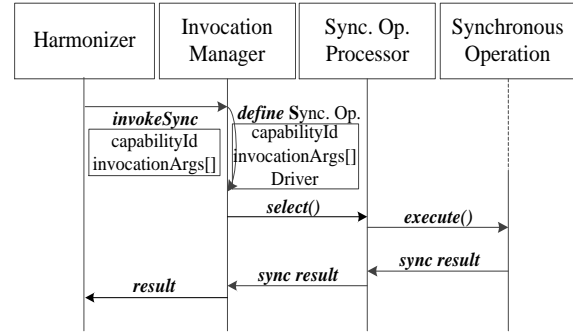 Harmonizer
Invocation
Manager
Sync. Op.
Processor
Synchronous
Operation
invokeSync
capabilityId
invocationArgs[]
define Sync. Op.
capabilityId
invocationArgs[]
Driver
select()
execute()
sync result
sync result
result